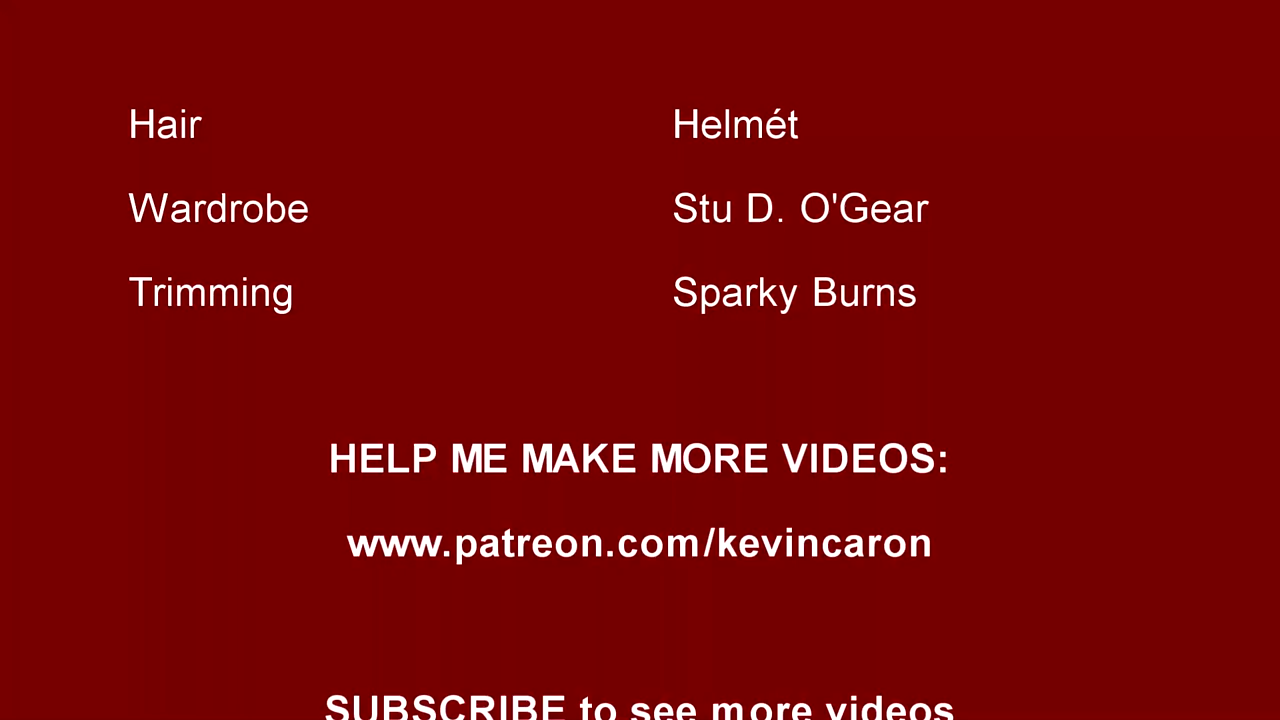 Hair Helmét
Wardrobe Stu D. O'Gear
Trimming Sparky Burns
HELP ME MAKE MORE VIDEOS:
www.patreon.com/kevincaron
SUBSCRIBE to see more videos